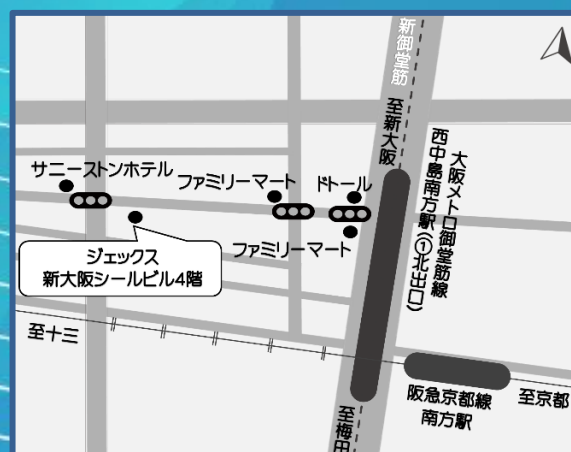 新御堂筋
至新大阪
大阪メトロ御堂筋線
西中島南方駅(①北出口)
サニーストンホテル
ファミリーマート
ドトール
ファミリーマート
ジェックス
新大阪シールビル4階
至十三
阪急京都線
南方駅
至京都
至梅田